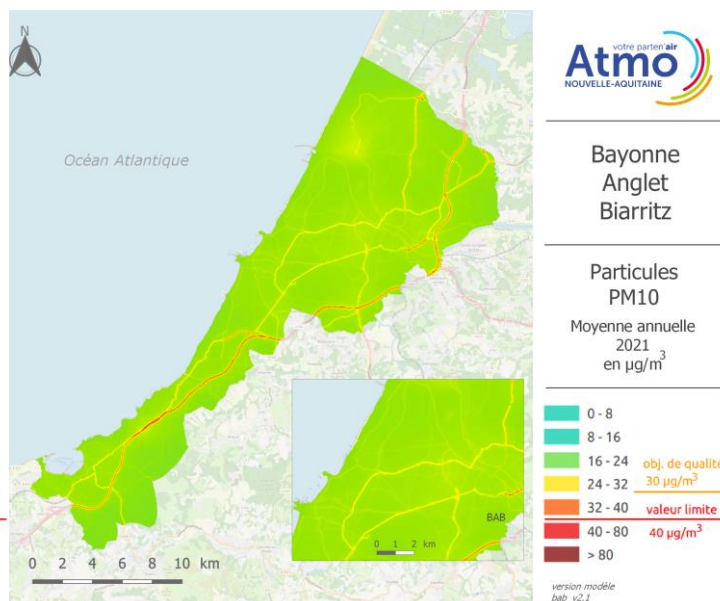 N
Océan Atlantique
BAB
0 1 2 km
0 2 4 6 8 10 km
votre parten'air
Atmo
NOUVELLE-AQUITAINE
Bayonne
Anglet
Biarritz
Particules
PM10
Moyenne annuelle
2021
en µg/m³
0 - 8
8 - 16
16 - 24
24 - 32
32 - 40
40 - 80
> 80
obj. de qualité
30 µg/m³
valeur limite
40 µg/m³
version modèle
bab_v2.1